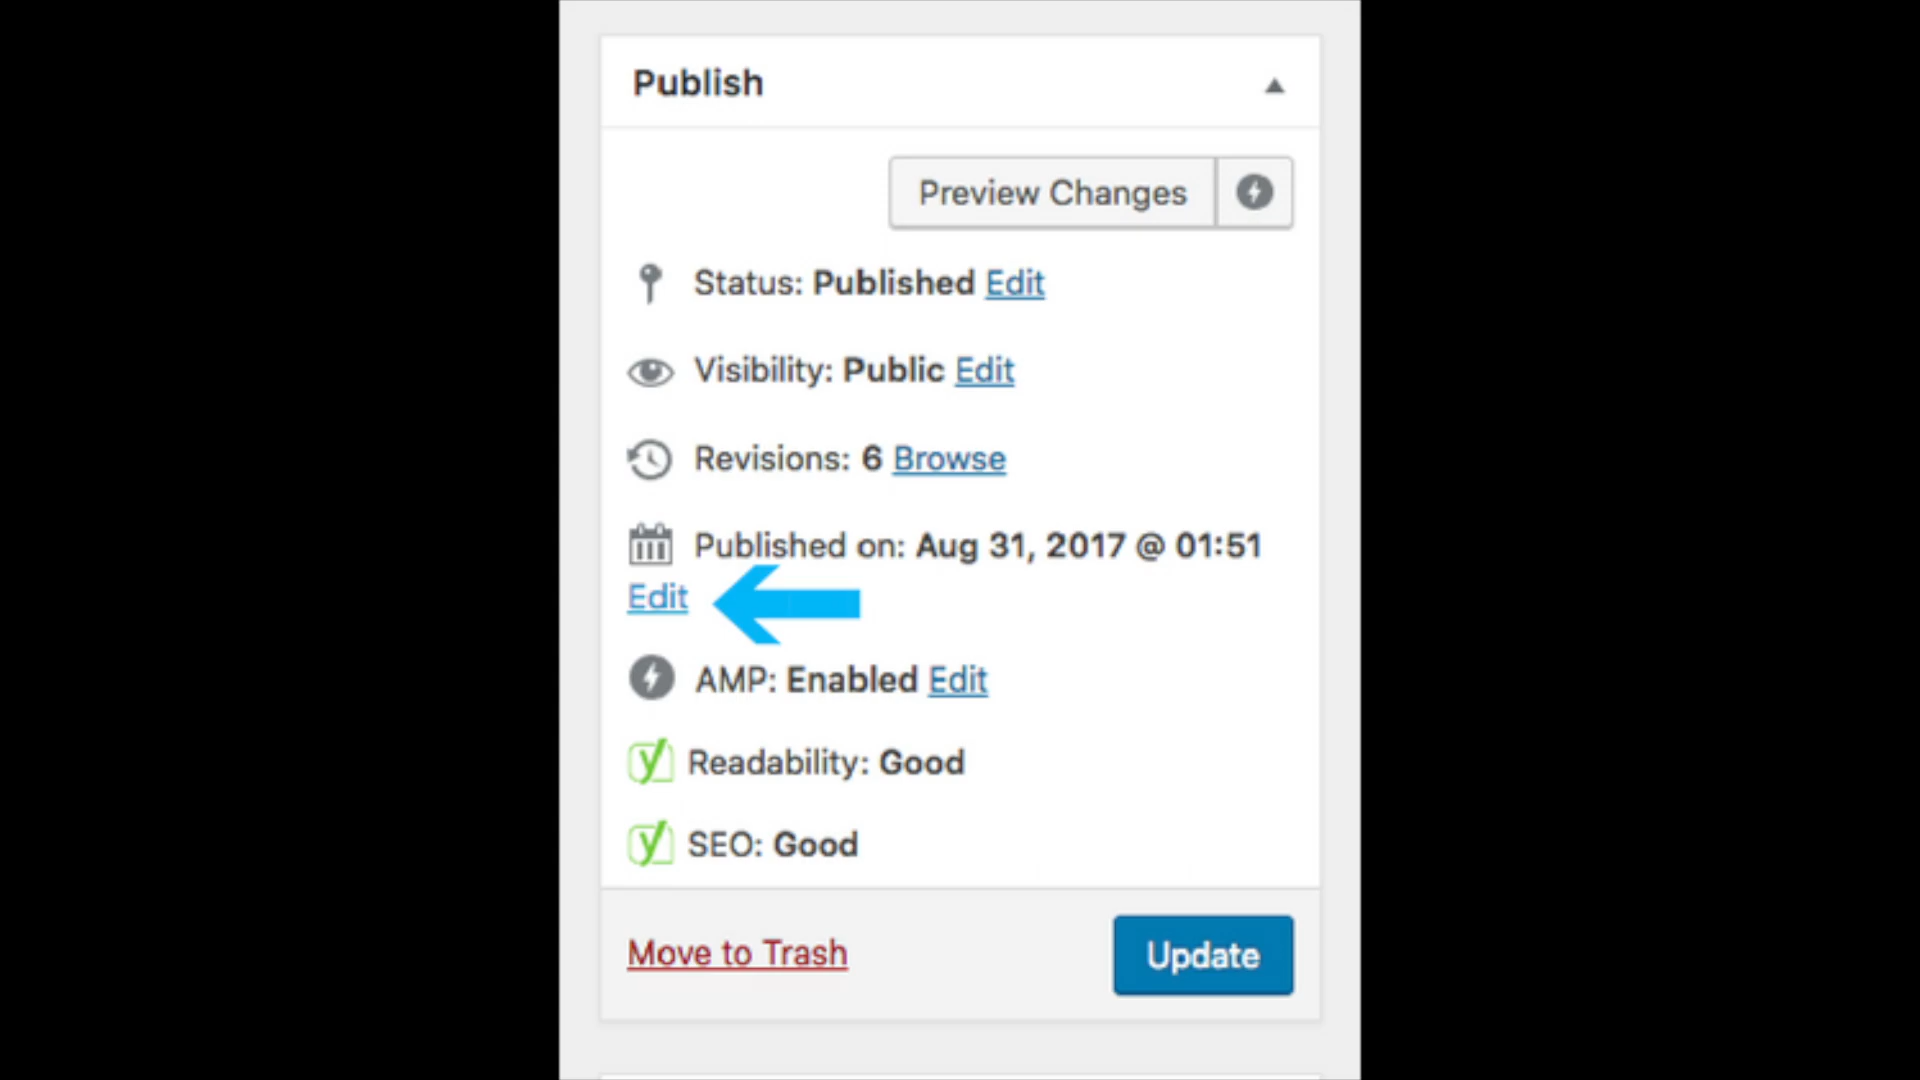 Publish
Preview Changes
Status: Published Edit
Visibility: Public Edit
Revisions: 6 Browse
Published on: Aug 31, 2017 @ 01:51
Edit
AMP: Enabled Edit
Readability: Good
SEO: Good
Move to Trash
Update